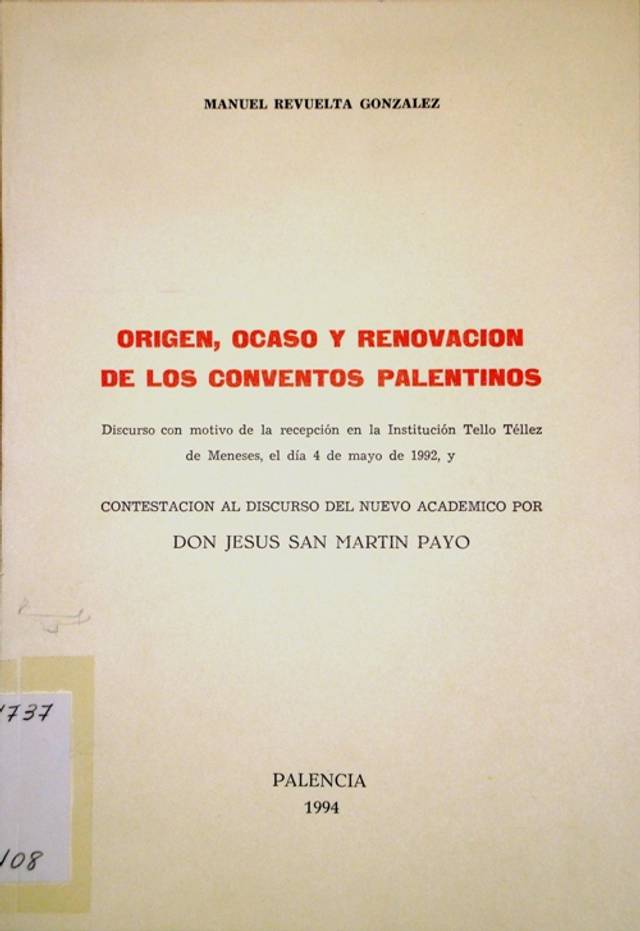 MANUEL REVUELTA GONZALEZ
ORIGEN, OCASO Y RENOVACION
DE LOS CONVENTOS PALENTINOS
Discurso con motivo de la recepción en la Institución Tello Téllez
de Meneses, el día 4 de mayo de 1992, y
CONTESTACION AL DISCURSO DEL NUEVO ACADEMICO POR
DON JESUS SAN MARTIN PAYO
737
108
PALENCIA
1994